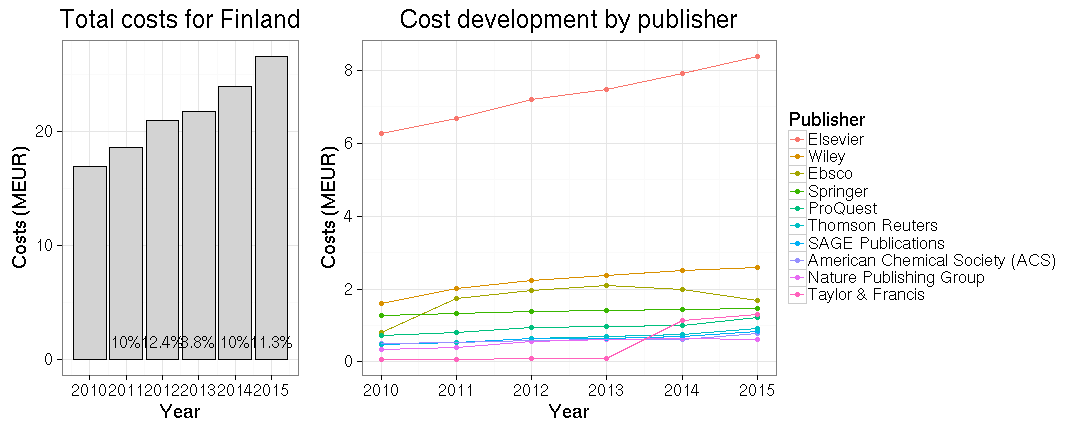 Total costs for Finland
Costs (MEUR)
20
10
0
10% 12.4% 3.8% 10% 11.3%
2010 2011 2012 2013 2014 2015
Year
Cost development by publisher
Costs (MEUR)
8
6
4
2
0
2010 2011 2012 2013 2014 2015
Year
Publisher
Elsevier
Wiley
Ebsco
Springer
ProQuest
Thomson Reuters
SAGE Publications
American Chemical Society (ACS)
Nature Publishing Group
Taylor & Francis